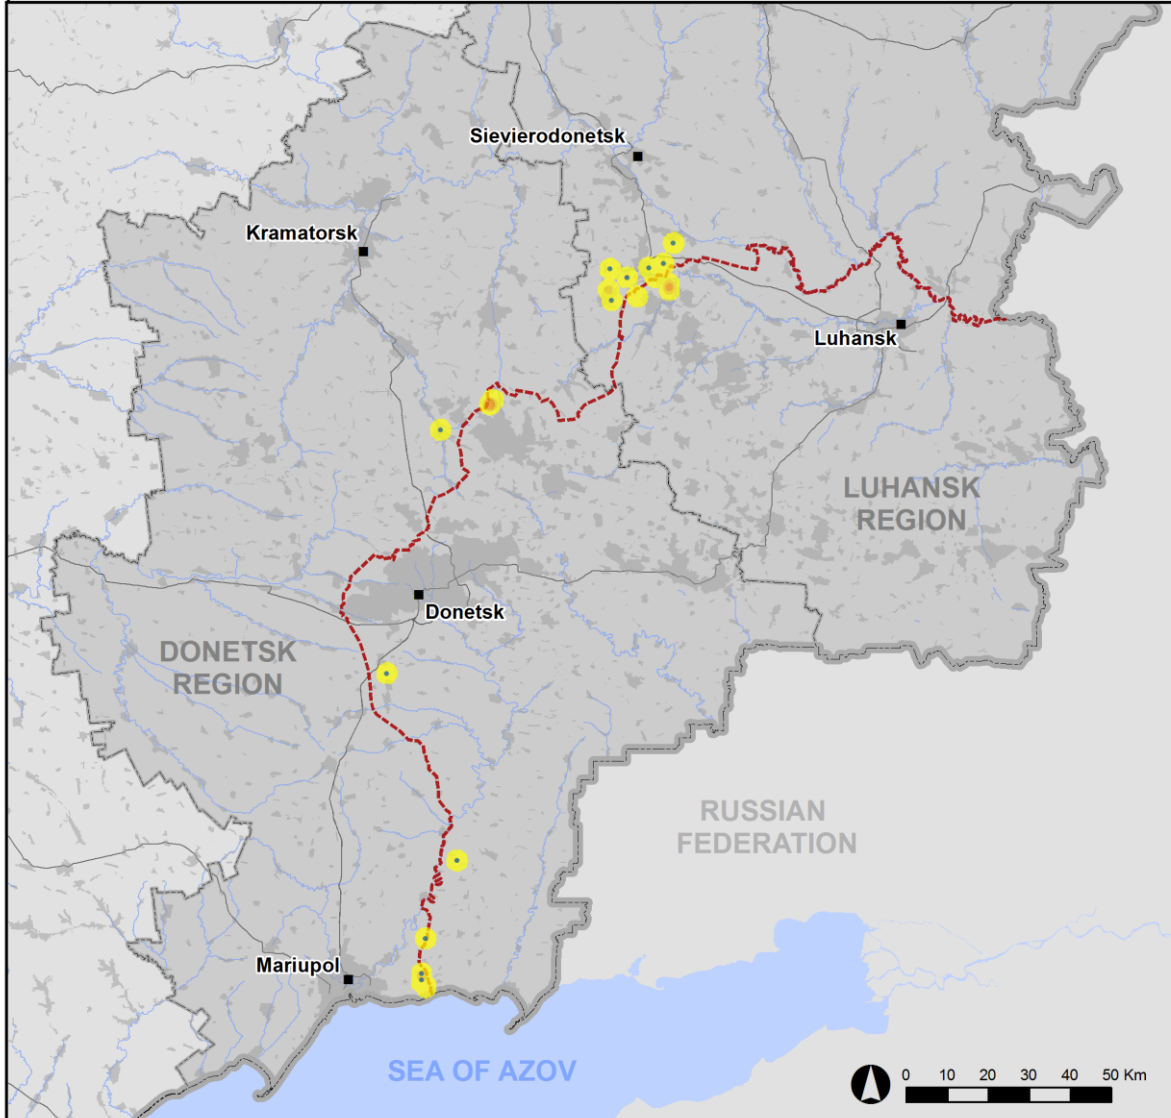 Sievierodonetsk
Kramatorsk
Luhansk
LUHANSK
REGION
Donetsk
DONETSK
REGION
RUSSIAN
FEDERATION
Mariupol
SEA OF AZOV
0 10 20 30 40 50 Km